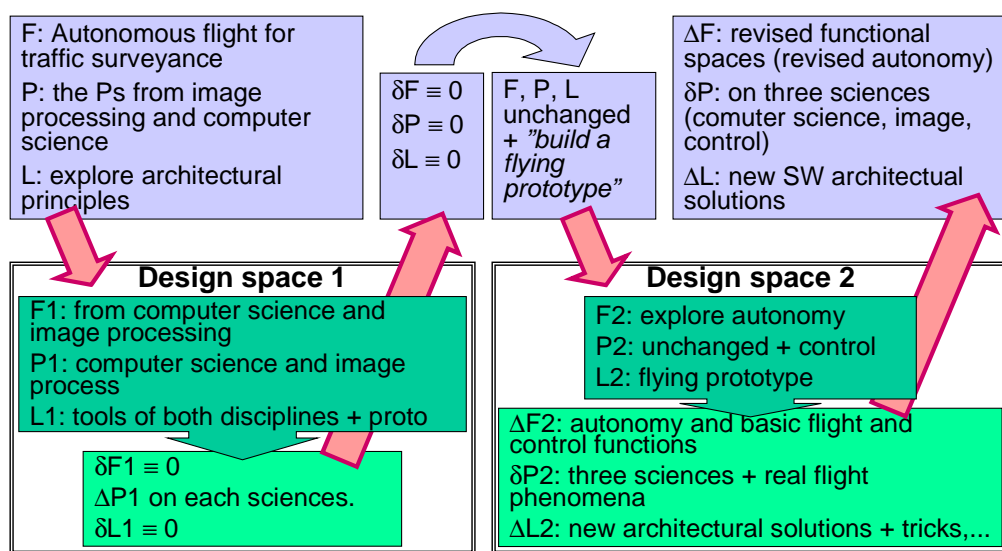 F: Autonomous flight for
traffic surveyance
P: the Ps from image
processing and computer
science
L: explore architectural
principles
δF ≡ 0
δP ≡ 0
δL ≡ 0
F, P, L
unchanged
+ "build a
flying
prototype"
ΔF: revised functional
spaces (revised autonomy)
δP: on three sciences
(comuter science, image,
control)
ΔL: new SW architectual
solutions
Design space 1
F1: from computer science and
image processing
P1: computer science and image
process
L1: tools of both disciplines + proto
δF1 ≡ 0
ΔP1 on each sciences.
δL1 ≡ 0
Design space 2
F2: explore autonomy
P2: unchanged + control
L2: flying prototype
ΔF2: autonomy and basic flight and
control functions
δP2: three sciences + real flight
phenomena
ΔL2: new architectural solutions + tricks,...